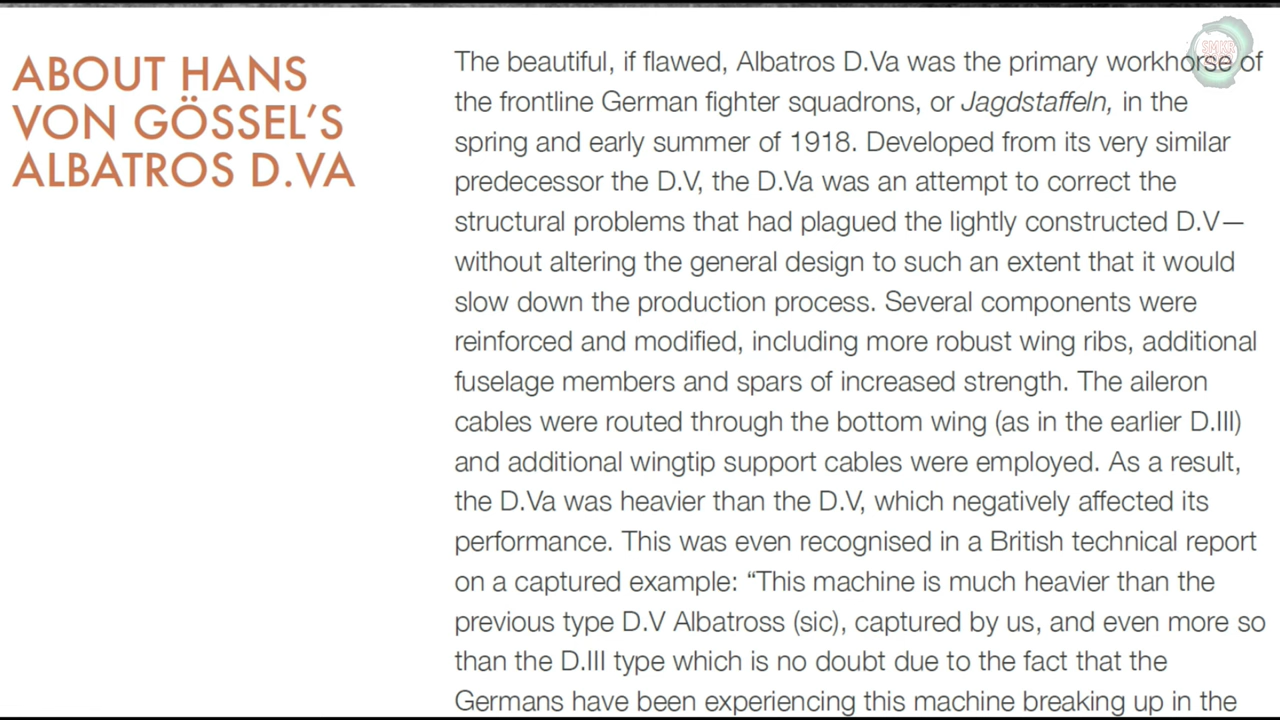 ABOUT HANS
VON GÖSSEL’S
ALBATROS D.VA
The beautiful, if flawed, Albatros D.Va was the primary workhorse of
the frontline German fighter squadrons, or Jagdstaffeln, in the
spring and early summer of 1918. Developed from its very similar
predecessor the D.V, the D.Va was an attempt to correct the
structural problems that had plagued the lightly constructed D.V—
without altering the general design to such an extent that it would
slow down the production process. Several components were
reinforced and modified, including more robust wing ribs, additional
fuselage members and spars of increased strength. The aileron
cables were routed through the bottom wing (as in the earlier D.III)
and additional wingtip support cables were employed. As a result,
the D.Va was heavier than the D.V, which negatively affected its
performance. This was even recognised in a British technical report
on a captured example: “This machine is much heavier than the
previous type D.V Albatross (sic), captured by us, and even more so
than the D.III type which is no doubt due to the fact that the
Germans have been experiencing this machine breaking up in the